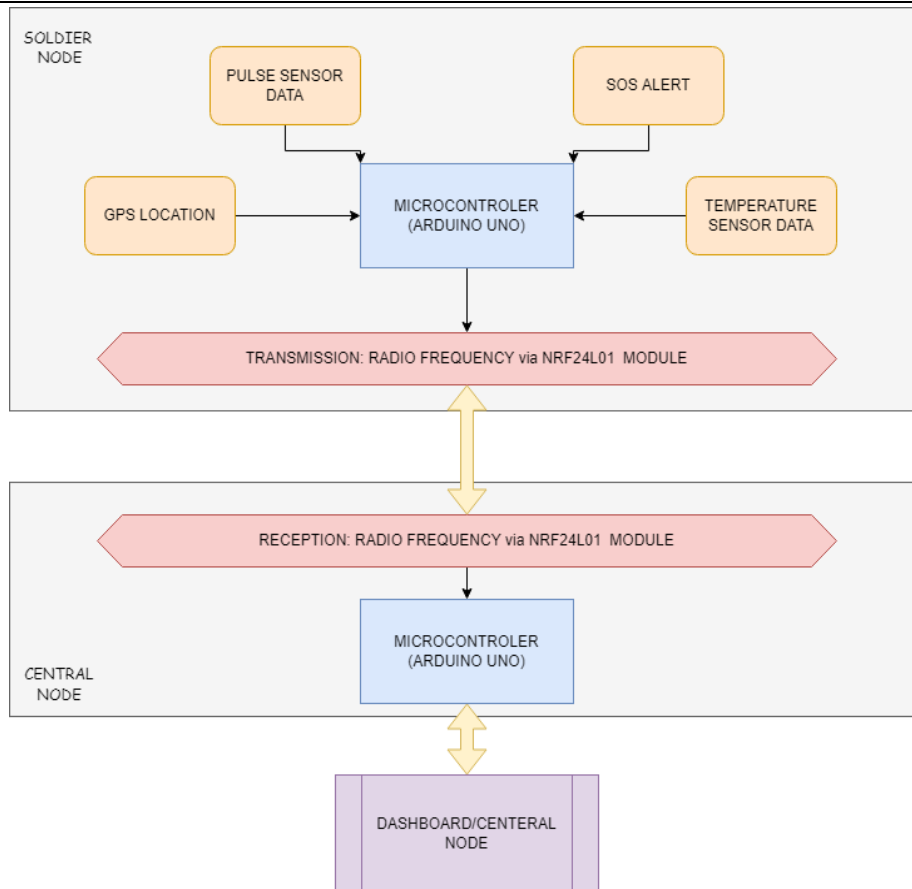 SOLDIER
NODE
PULSE SENSOR
DATA
SOS ALERT
GPS LOCATION
MICROCONTROLER
(ARDUINO UNO)
TEMPERATURE
SENSOR DATA
TRANSMISSION: RADIO FREQUENCY via NRF24L01 MODULE
RECEPTION: RADIO FREQUENCY via NRF24L01 MODULE
MICROCONTROLER
(ARDUINO UNO)
CENTRAL
NODE
DASHBOARD/CENTERAL
NODE